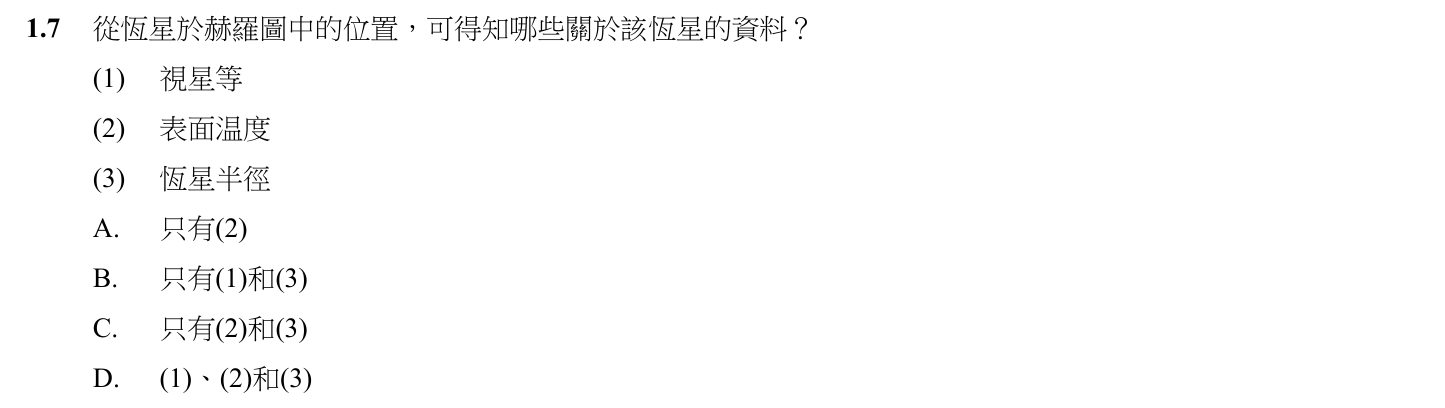 1.7 從恆星於赫羅圖中的位置，可得知哪些關於該恆星的資料？
(1) 視星等
(2) 表面温度
(3) 恆星半徑
A. 只有(2)
B. 只有(1)和(3)
C. 只有(2)和(3)
D. (1)、(2)和(3)